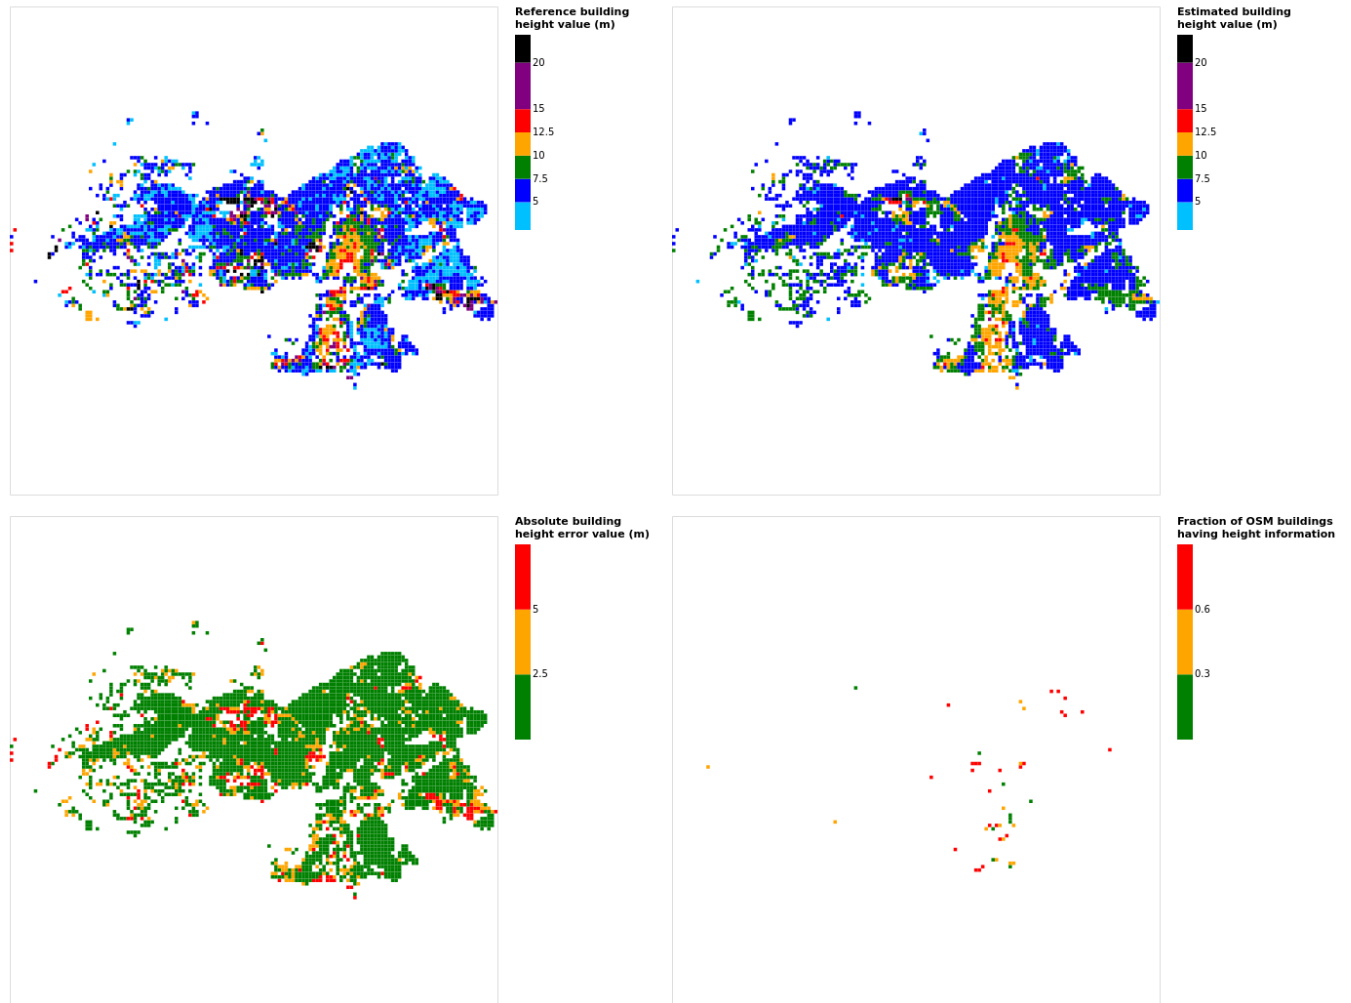 Reference building
height value (m)
20
15
12.5
10
7.5
5
Estimated building
height value (m)
20
15
12.5
10
7.5
5
Absolute building
height error value (m)
5
2.5
Fraction of OSM buildings
having height information
0.6
0.3